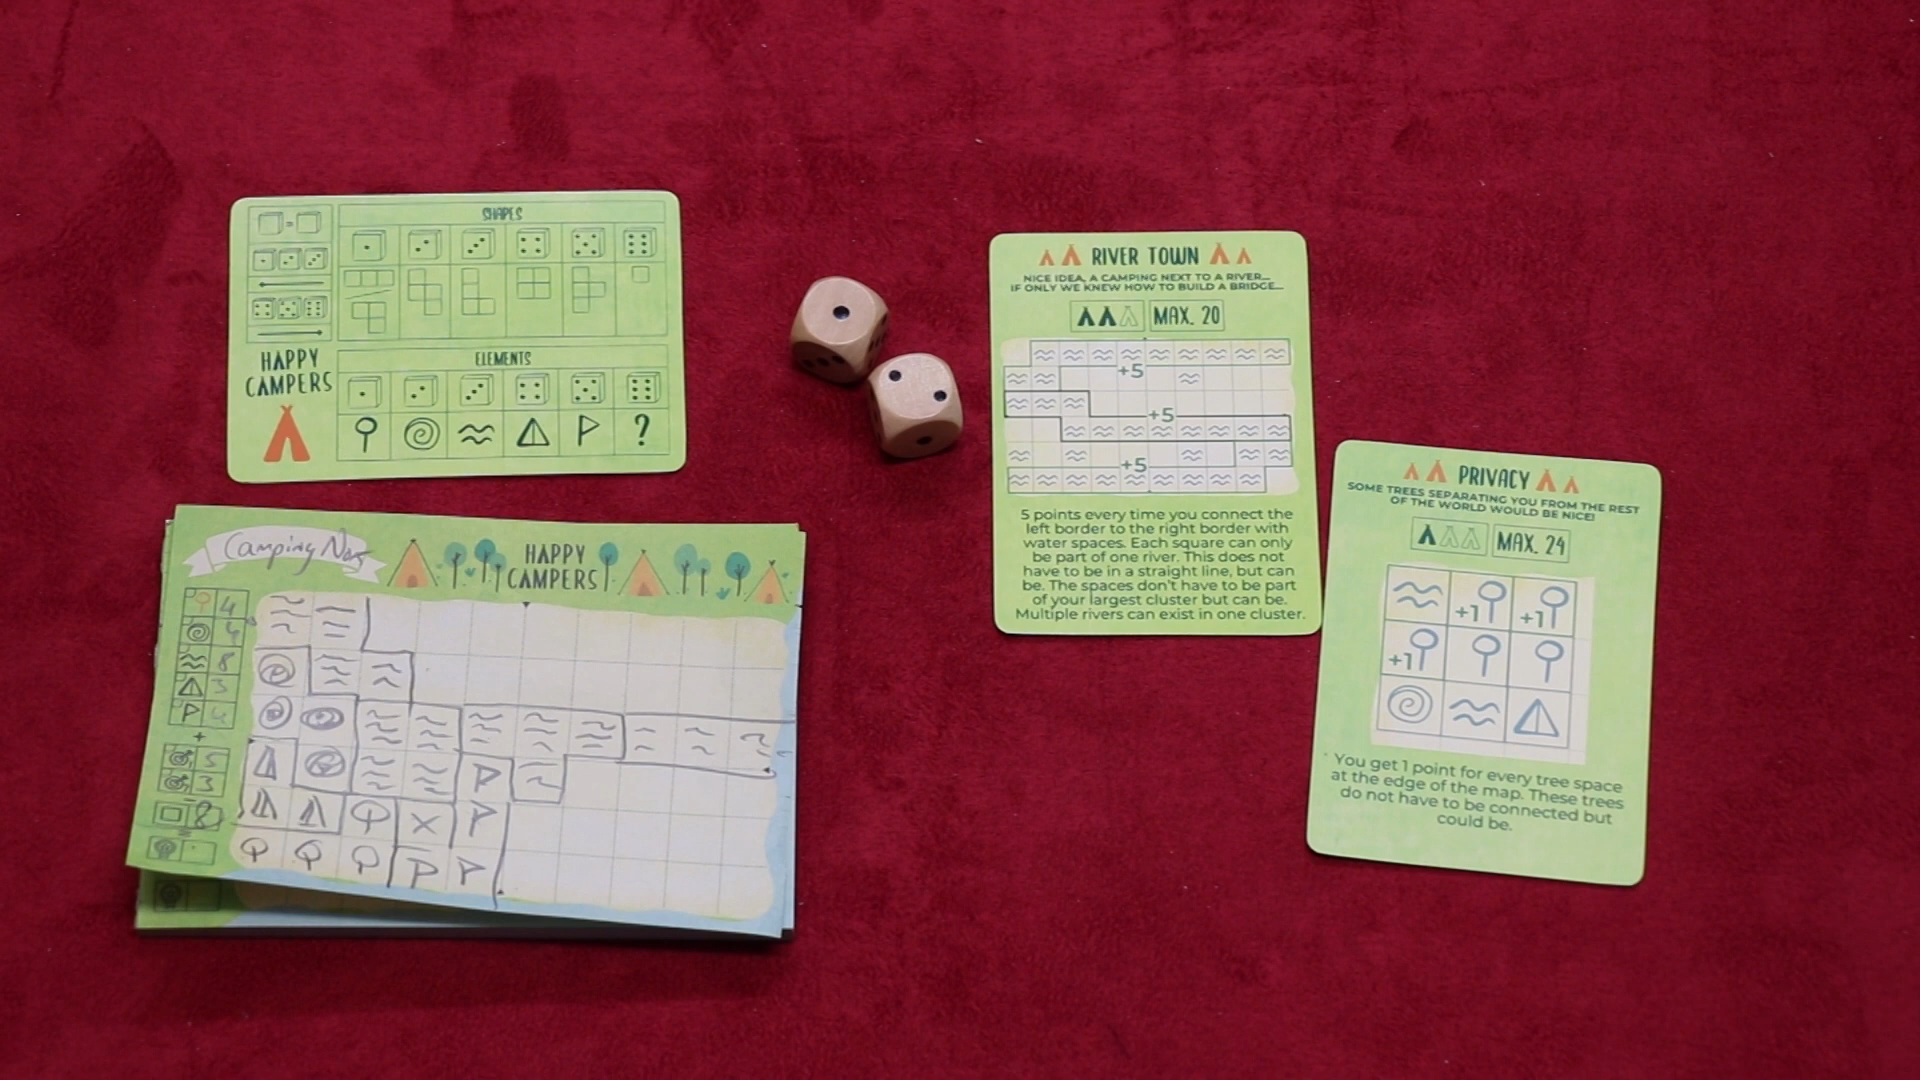 SHAPES
ELEMENTS
?
HAPPY
CAMPERS
RIVER TOWN
NICE IDEA, A CAMPING NEXT TO A RIVER...
IF ONLY WE KNEW HOW TO BUILD A BRIDGE...
MAX. 20
+5
+5
+5
5 points every time you connect the
left border to the right border with
water spaces. Each square can only
be part of one river. This does not
have to be in a straight line, but can
be. The spaces don't have to be part
of your largest cluster but can be.
Multiple rivers can exist in one cluster.
PRIVACY
SOME TREES SEPARATING YOU FROM THE REST
OF THE WORLD WOULD BE NICE!
MAX. 24
+1 +1
+1
You get 1 point for every tree space
at the edge of the map. These trees
do not have to be connected but
could be.
Camping
HAPPY
CAMPERS
4
4
8
3
4
+
5
3
-8
=